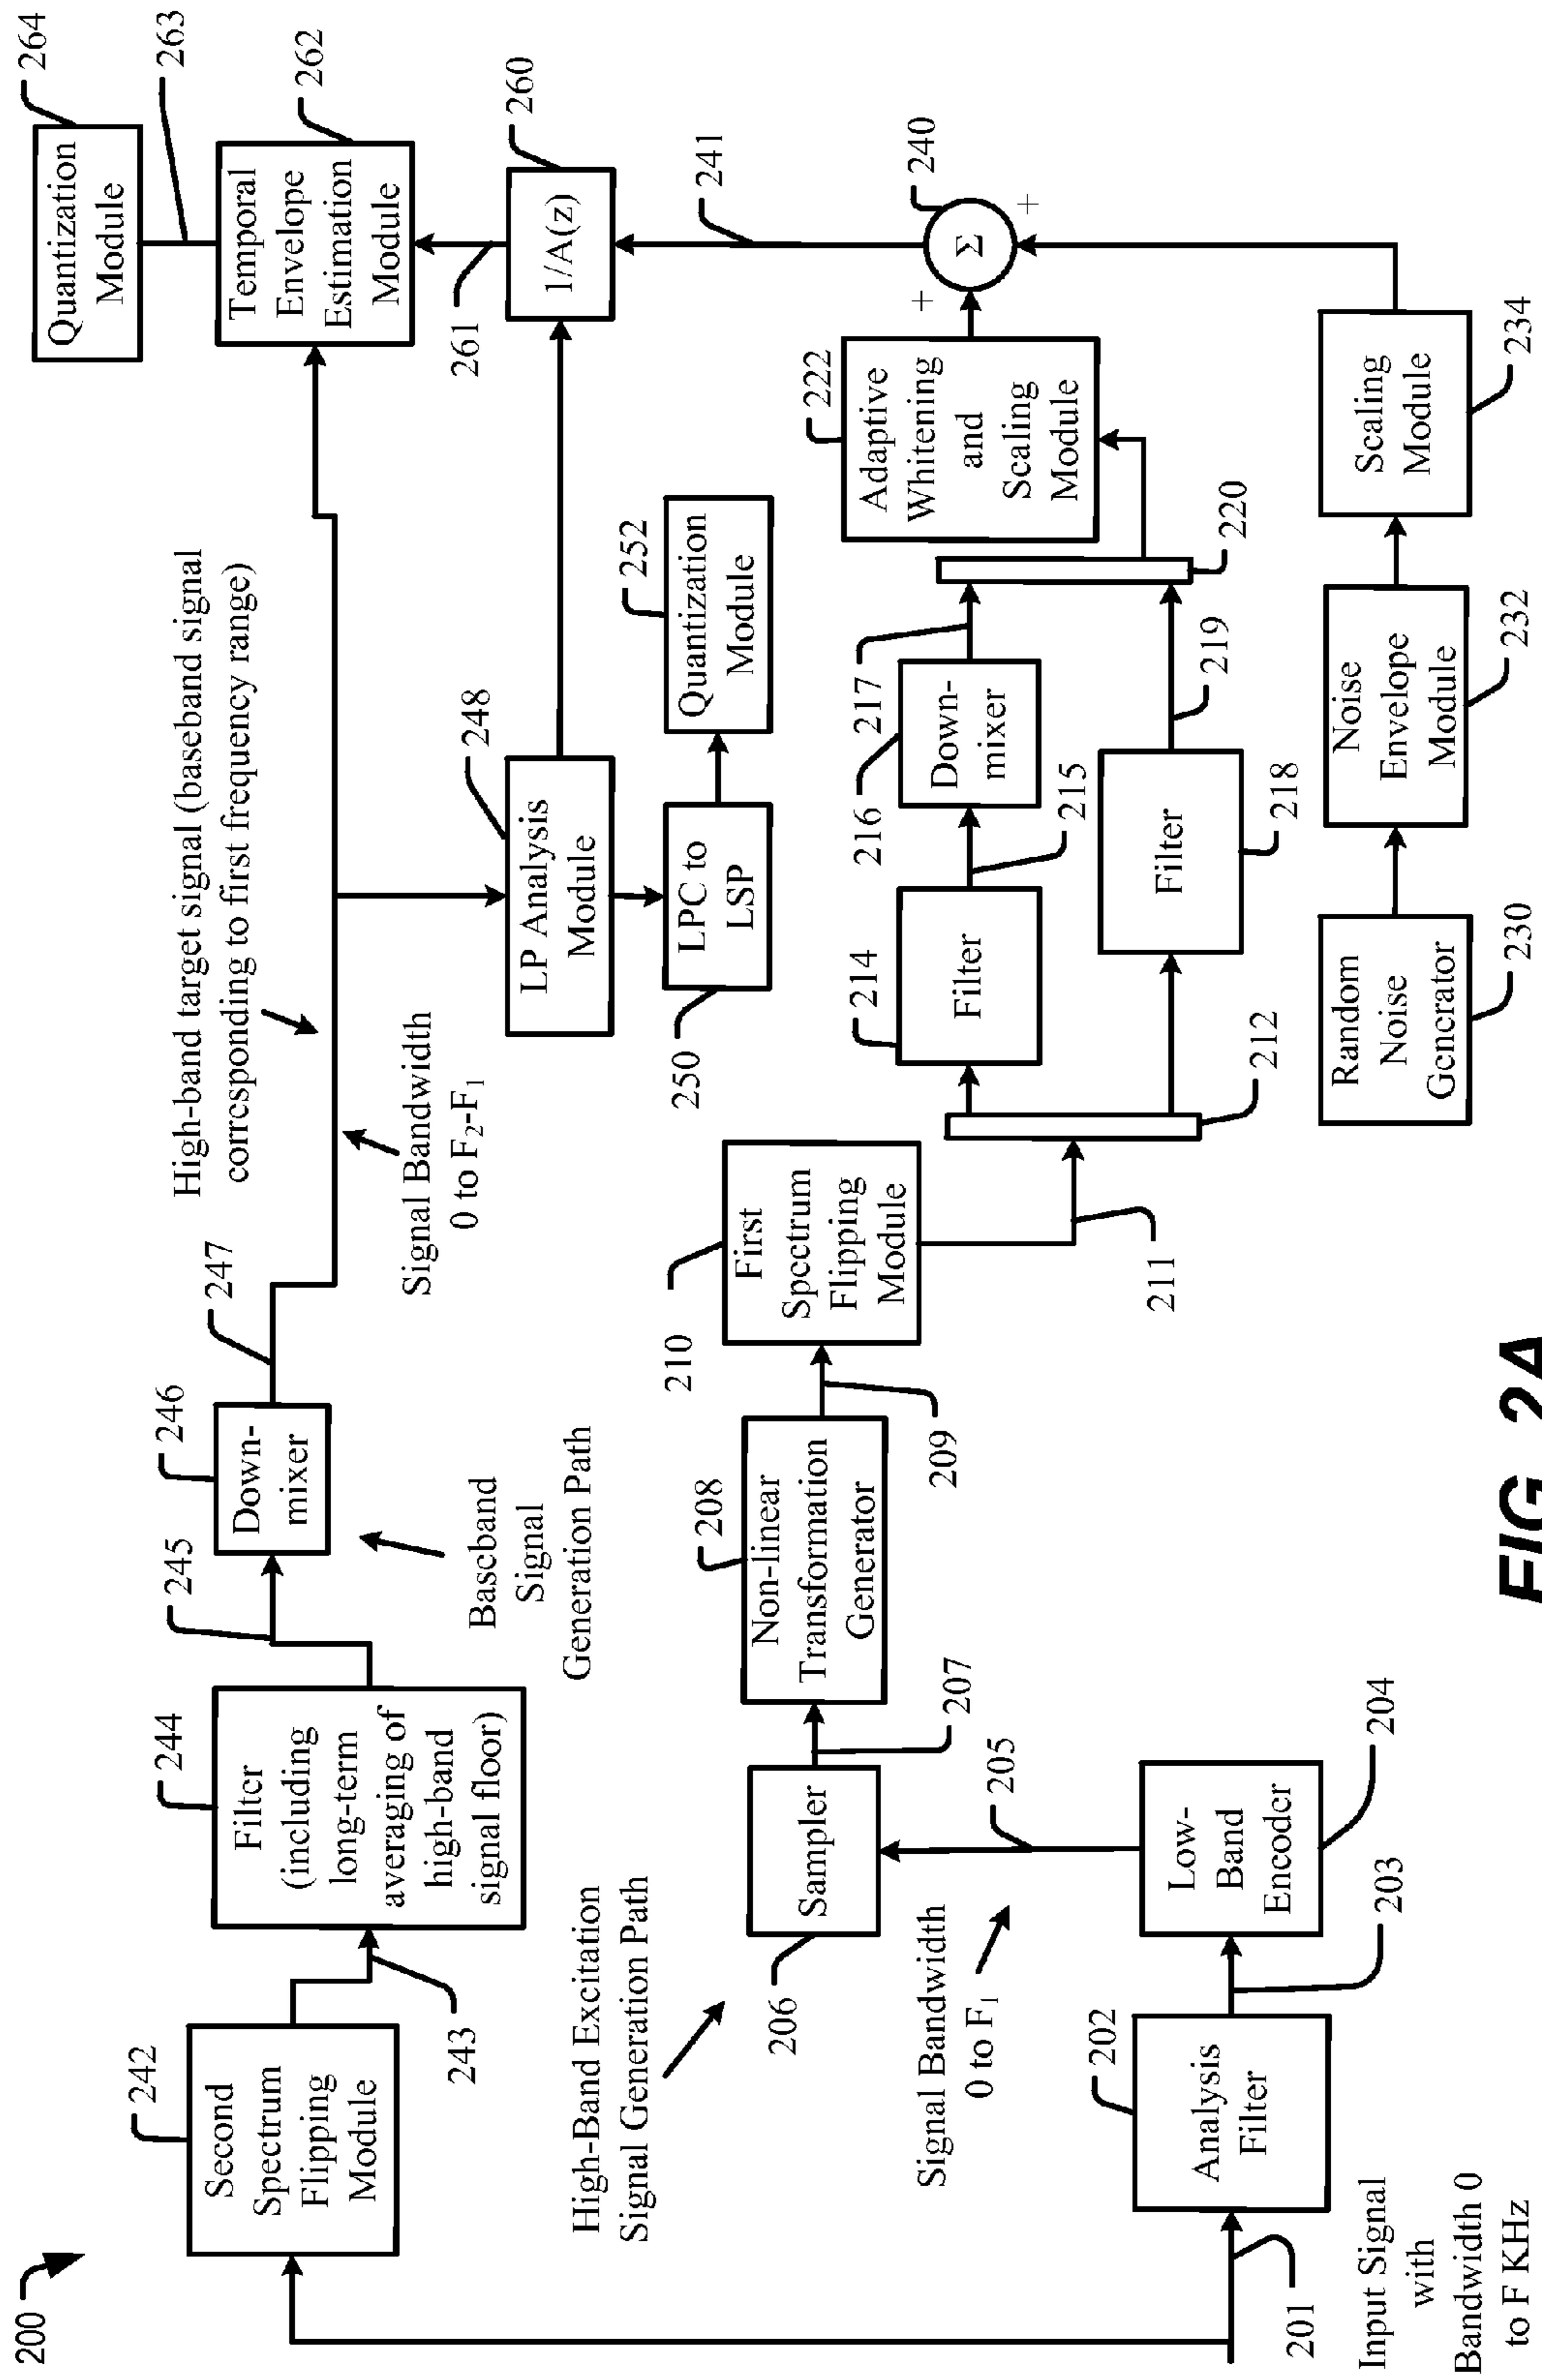 200
242
Second
Spectrum
Flipping
Module
243
244
Filter
(including
long-term
averaging of
high-band
signal floor)
245
246
Down-
mixer
247
Baseband
Signal
Generation Path
High-band target signal (baseband signal
corresponding to first frequency range)
Signal Bandwidth
0 to F₂-F₁
248
LP Analysis
Module
250
LPC to
LSP
252
Quantization
Module
264
Quantization
Module
263
262
Temporal
Envelope
Estimation
Module
261
260
1/A(z)
241
240
Σ
+
+
High-Band Excitation
Signal Generation Path
206
Sampler
207
208
Non-linear
Transformation
Generator
209
210
First
Spectrum
Flipping
Module
211
212
214
Filter
215
216
Down-
mixer
217
218
Filter
219
220
222
Adaptive
Whitening
and
Scaling
Module
Signal Bandwidth
0 to F₁
205
204
Low-
Band
Encoder
203
202
Analysis
Filter
201
Input Signal
with
Bandwidth 0
to F KHz
230
Random
Noise
Generator
232
Noise
Envelope
Module
234
Scaling
Module
FIG. 2A